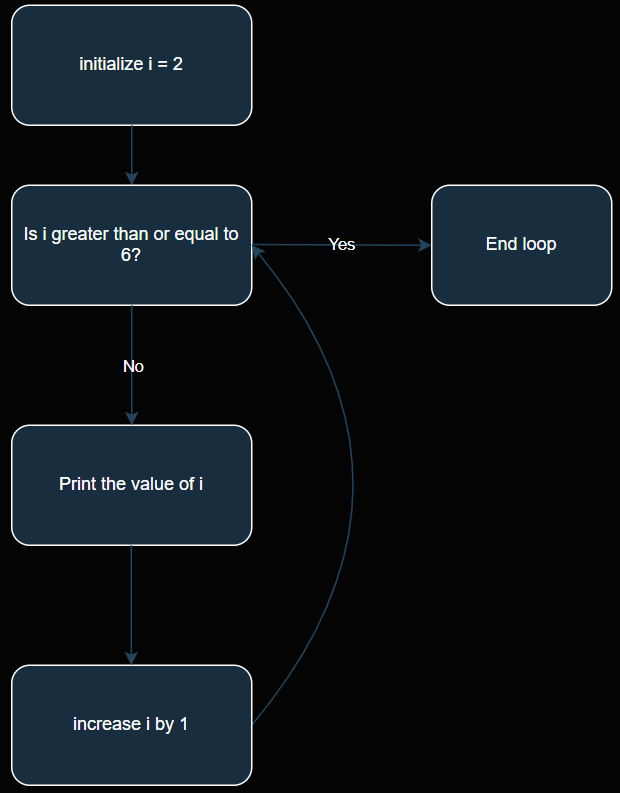 initialize i = 2
Is i greater than or equal to
6?
Yes
End loop
No
Print the value of i
increase i by 1